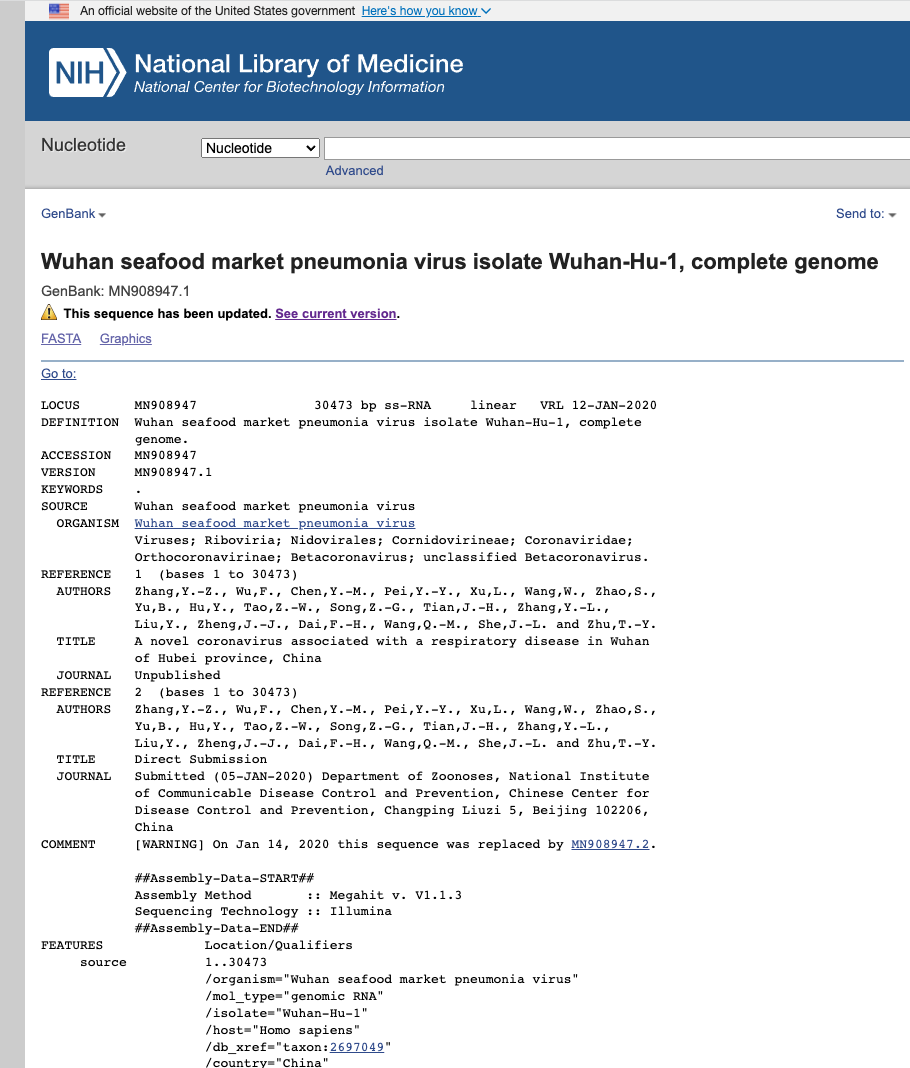 An official website of the United States government Here's how you know
NIH National Library of Medicine
National Center for Biotechnology Information
Nucleotide Nucleotide
Advanced
GenBank Send to:
Wuhan seafood market pneumonia virus isolate Wuhan-Hu-1, complete genome
GenBank: MN908947.1
This sequence has been updated. See current version.
FASTA Graphics
Go to:
LOCUS MN908947 30473 bp ss-RNA linear VRL 12-JAN-2020
DEFINITION Wuhan seafood market pneumonia virus isolate Wuhan-Hu-1, complete
genome.
ACCESSION MN908947
VERSION MN908947.1
KEYWORDS .
SOURCE Wuhan seafood market pneumonia virus
ORGANISM Wuhan seafood market pneumonia virus
Viruses; Riboviria; Nidovirales; Cornidovirineae; Coronaviridae;
Orthocoronavirinae; Betacoronavirus; unclassified Betacoronavirus.
REFERENCE 1 (bases 1 to 30473)
AUTHORS Zhang,Y.-Z., Wu,F., Chen,Y.-M., Pei,Y.-Y., Xu,L., Wang,W., Zhao,S.,
Yu,B., Hu,Y., Tao,Z.-W., Song,Z.-G., Tian,J.-H., Zhang,Y.-L.,
Liu,Y., Zheng,J.-J., Dai,F.-H., Wang,Q.-M., She,J.-L. and Zhu,T.-Y.
TITLE A novel coronavirus associated with a respiratory disease in Wuhan
of Hubei province, China
JOURNAL Unpublished
REFERENCE 2 (bases 1 to 30473)
AUTHORS Zhang,Y.-Z., Wu,F., Chen,Y.-M., Pei,Y.-Y., Xu,L., Wang,W., Zhao,S.,
Yu,B., Hu,Y., Tao,Z.-W., Song,Z.-G., Tian,J.-H., Zhang,Y.-L.,
Liu,Y., Zheng,J.-J., Dai,F.-H., Wang,Q.-M., She,J.-L. and Zhu,T.-Y.
TITLE Direct Submission
JOURNAL Submitted (05-JAN-2020) Department of Zoonoses, National Institute
of Communicable Disease Control and Prevention, Chinese Center for
Disease Control and Prevention, Changping Liuzi 5, Beijing 102206,
China
COMMENT [WARNING] On Jan 14, 2020 this sequence was replaced by MN908947.2.
##Assembly-Data-START##
Assembly Method :: Megahit v. V1.1.3
Sequencing Technology :: Illumina
##Assembly-Data-END##
FEATURES Location/Qualifiers
source 1..30473
/organism="Wuhan seafood market pneumonia virus"
/mol_type="genomic RNA"
/isolate="Wuhan-Hu-1"
/host="Homo sapiens"
/db_xref="taxon:2697049"
/country="China"